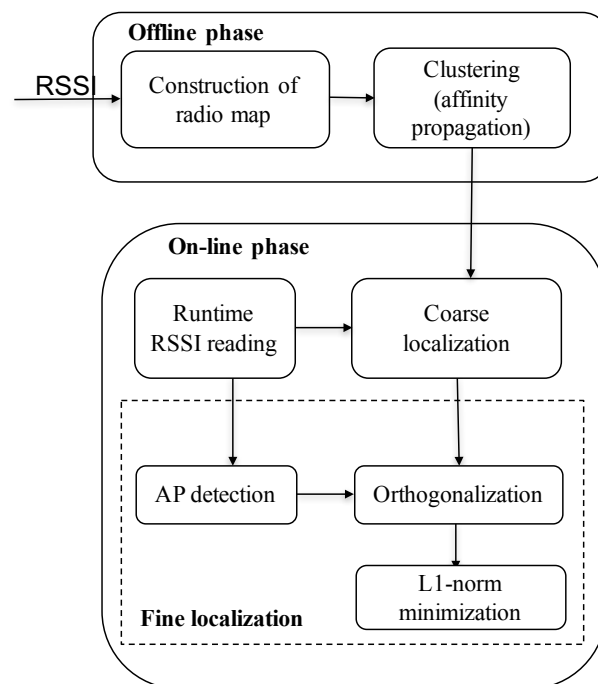 Offline phase
RSSI
Construction of
radio map
Clustering
(affinity
propagation)
On-line phase
Runtime
RSSI reading
Coarse
localization
AP detection
Orthogonalization
L1-norm
minimization
Fine localization